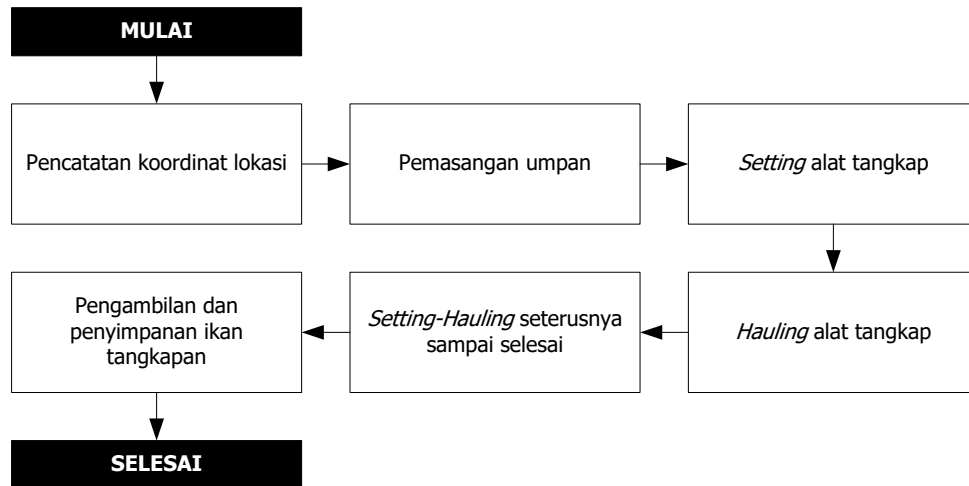 MULAI
Pencatatan koordinat lokasi
Pemasangan umpan
Setting alat tangkap
Hauling alat tangkap
Setting-Hauling seterusnya
sampai selesai
Pengambilan dan
penyimpanan ikan
tangkapan
SELESAI